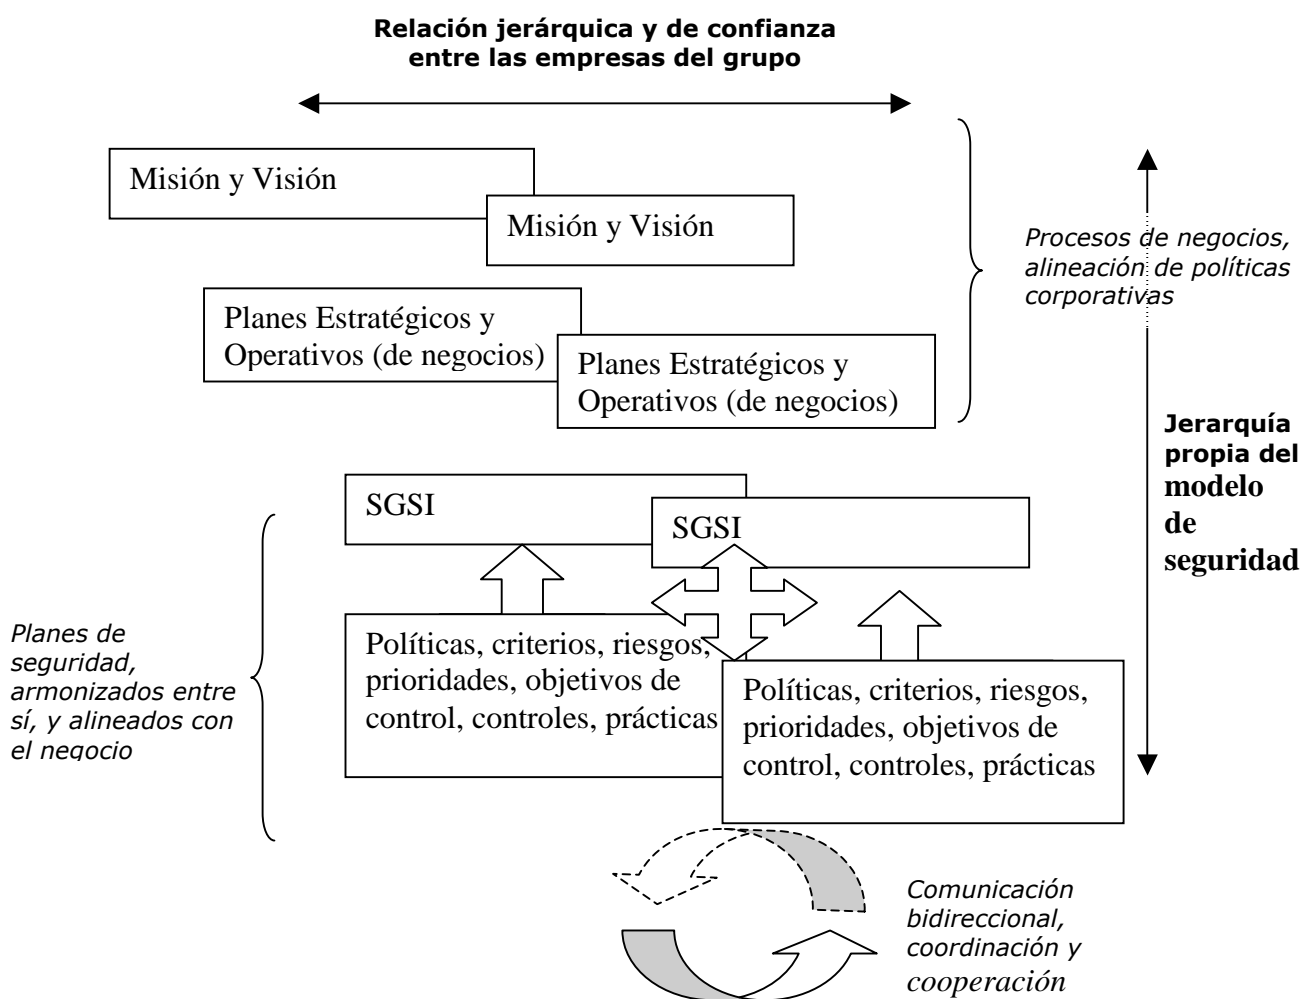 Relación jerárquica y de confianza
entre las empresas del grupo
Misión y Visión
Misión y Visión
Procesos de negocios,
alineación de políticas
corporativas
Planes Estratégicos y
Operativos (de negocios)
Planes Estratégicos y
Operativos (de negocios)
Jerarquía
propia del
modelo
de
seguridad
SGSI
SGSI
Planes de
seguridad,
armonizados entre
sí, y alineados con
el negocio
Políticas, criterios, riesgos,
prioridades, objetivos de
control, controles, prácticas
Políticas, criterios, riesgos,
prioridades, objetivos de
control, controles, prácticas
Comunicación
bidireccional,
coordinación y
cooperación